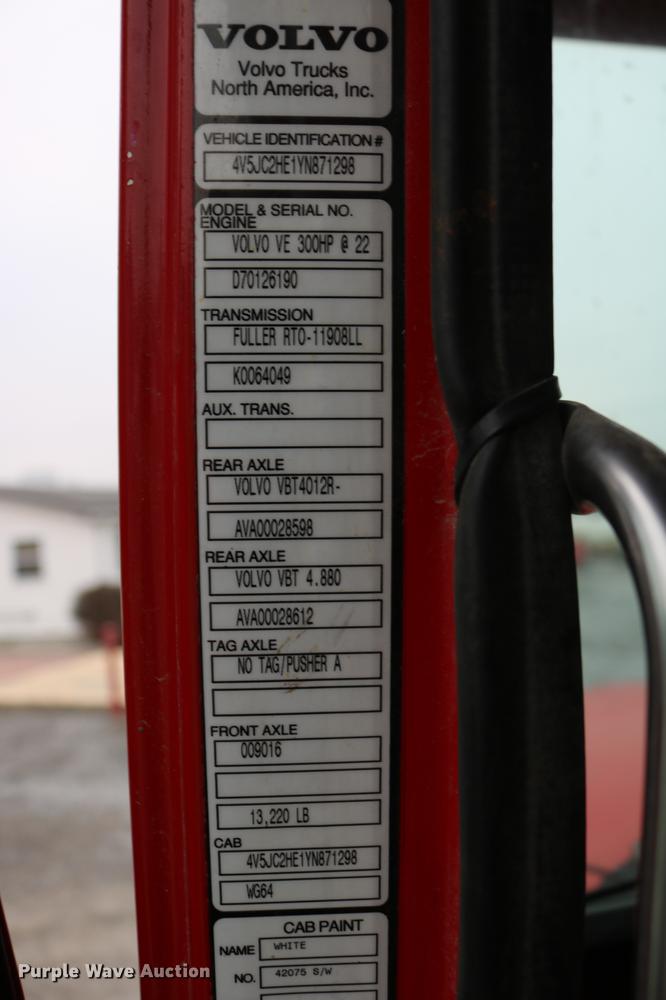 VOLVO
Volvo Trucks
North America, Inc.
VEHICLE IDENTIFICATION #
4V5JC2HE1YN871298
MODEL & SERIAL NO.
ENGINE
VOLVO VE 300HP @ 22
D70126190
TRANSMISSION
FULLER RTO-11908LL
K0064049
AUX. TRANS.
REAR AXLE
VOLVO VBT4012R-
AVA00028598
REAR AXLE
VOLVO VBT 4.880
AVA00028612
TAG AXLE
NO TAG/PUSHER A
FRONT AXLE
009016
13,220 LB
CAB
4V5JC2HE1YN871298
WG64
CAB PAINT
NAME WHITE
NO. 42075 S/W
Purple Wave Auction